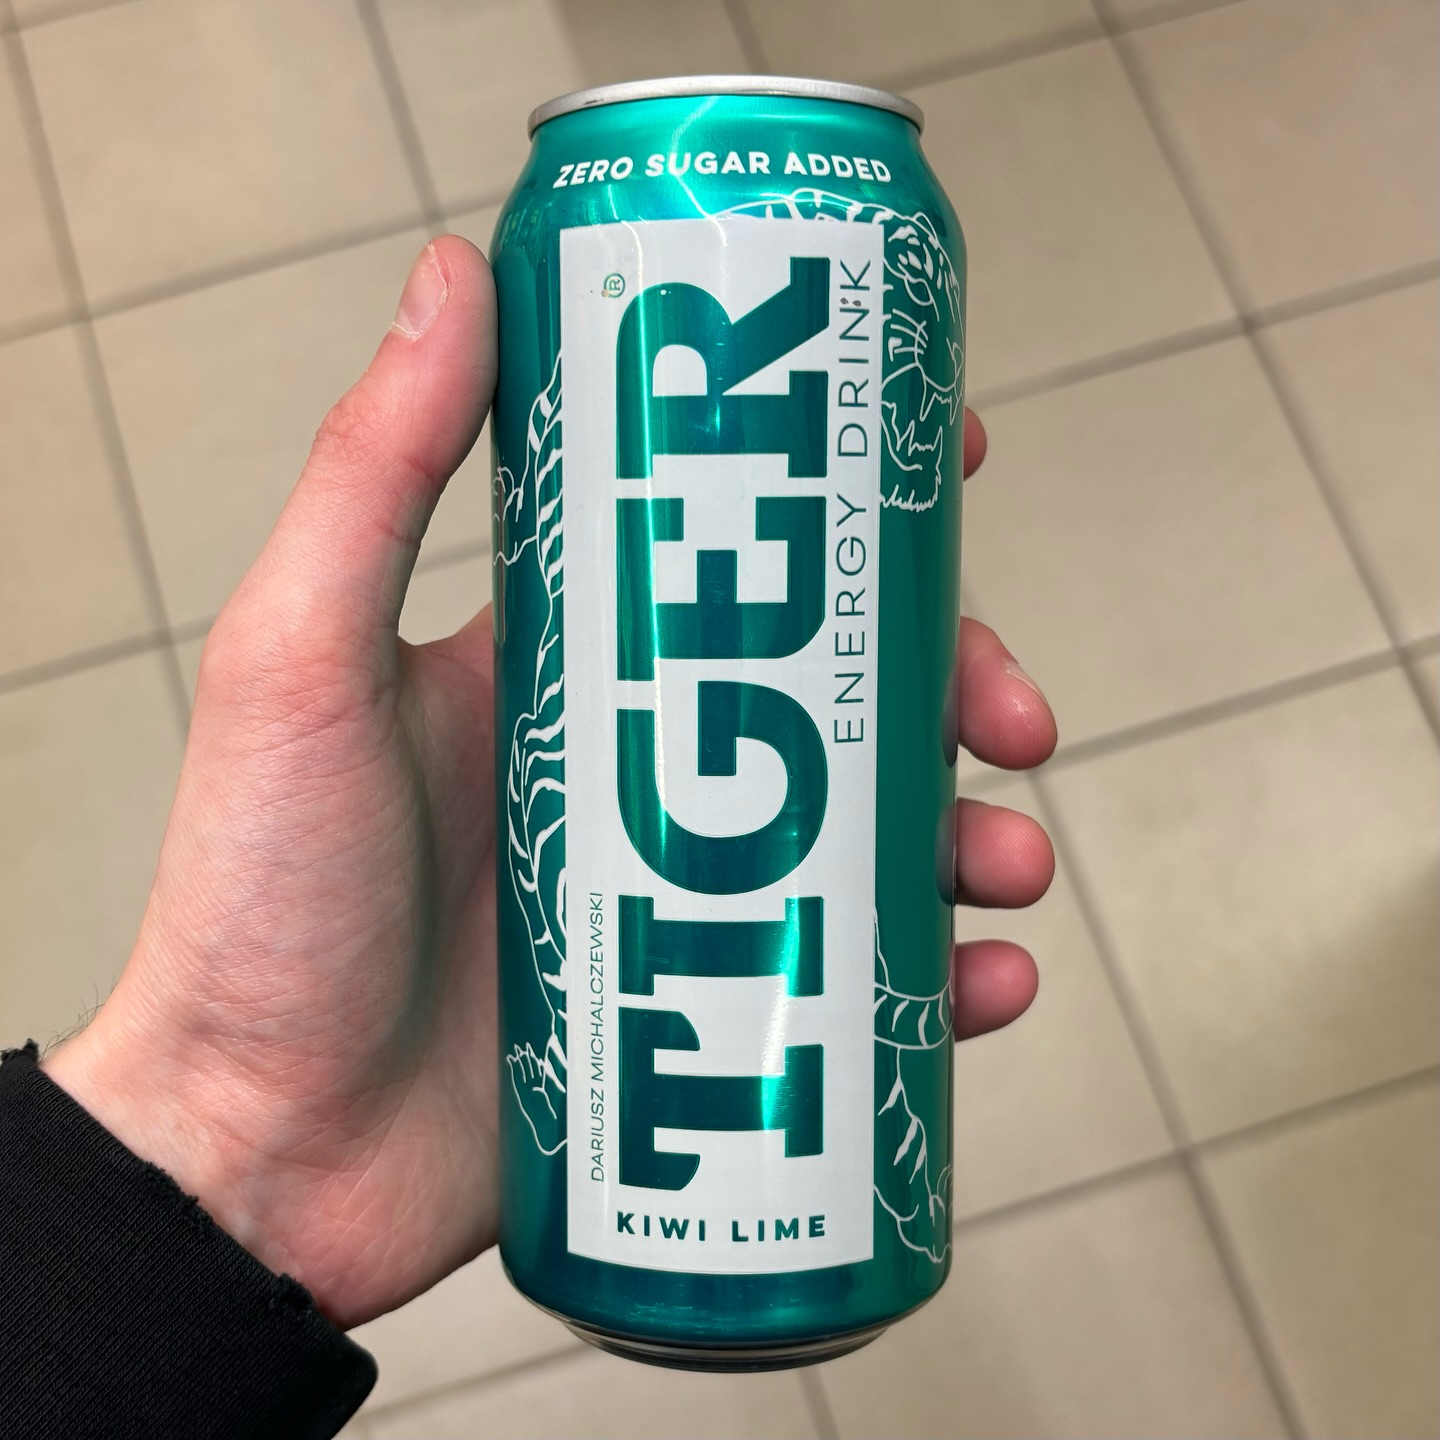 ZERO SUGAR ADDED
®
DARIUSZ MICHALCZEWSKI
TIGER
ENERGY DRINK
KIWI LIME